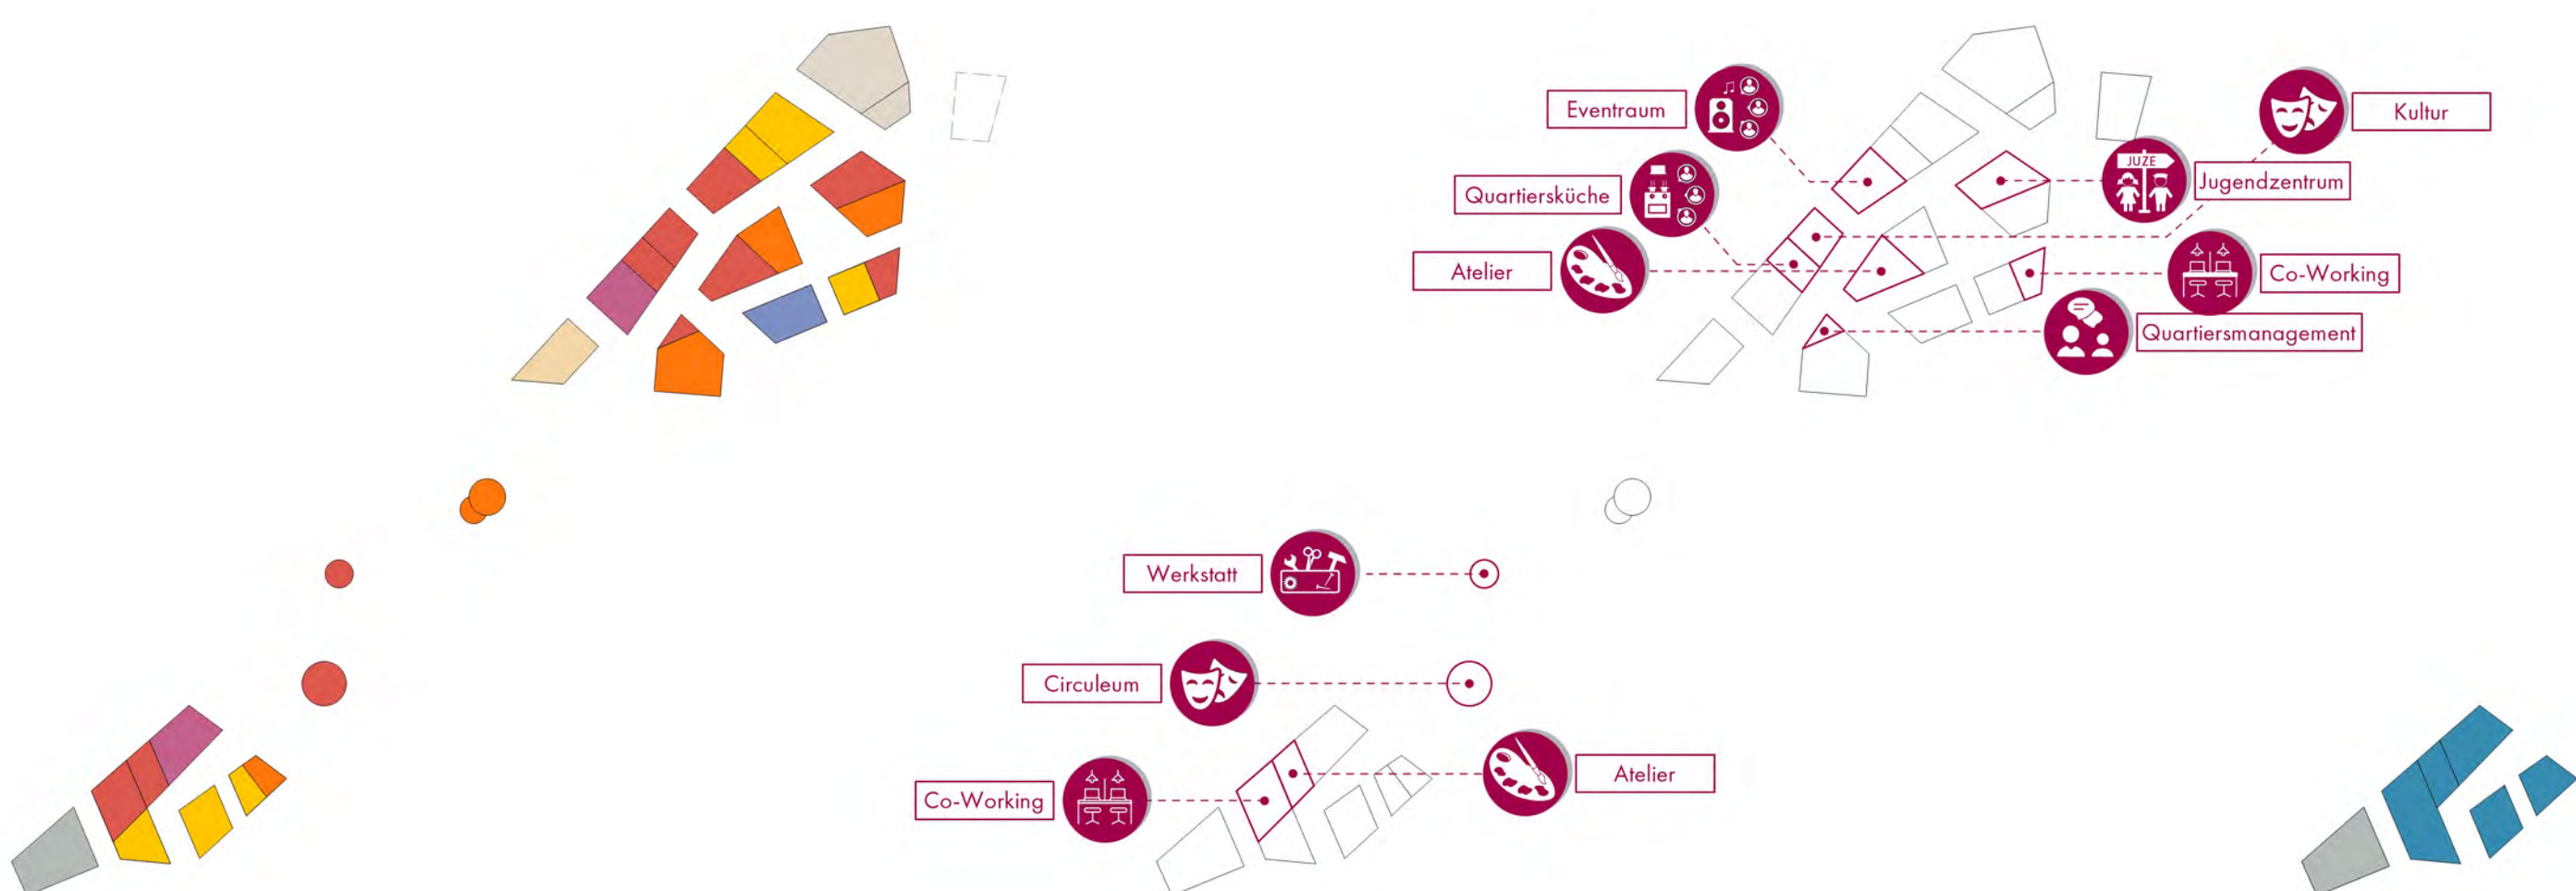 Eventraum
Kultur
JUZE
Jugendzentrum
Quartiersküche
Atelier
Co-Working
Quartiersmanagement
Werkstatt
Circuleum
Atelier
Co-Working